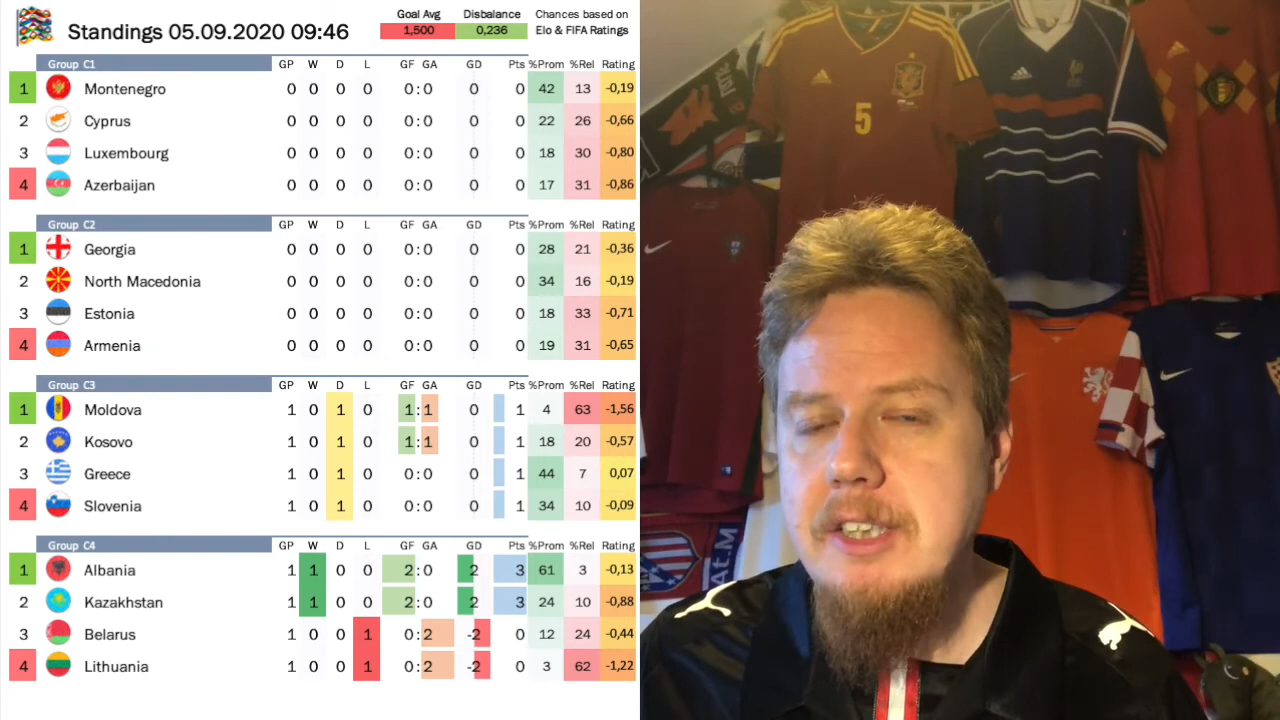 Standings 05.09.2020 09:46
Goal Avg Disbalance Chances based on
1,500 0,236 Elo & FIFA Ratings
Group C1 GP W D L GF GA GD Pts %Prom %Rel Rating
1 Montenegro 0 0 0 0 0:0 0 0 42 13 -0,19
2 Cyprus 0 0 0 0 0:0 0 0 22 26 -0,66
3 Luxembourg 0 0 0 0 0:0 0 0 18 30 -0,80
4 Azerbaijan 0 0 0 0 0:0 0 0 17 31 -0,86
Group C2 GP W D L GF GA GD Pts %Prom %Rel Rating
1 Georgia 0 0 0 0 0:0 0 0 28 21 -0,36
2 North Macedonia 0 0 0 0 0:0 0 0 34 16 -0,19
3 Estonia 0 0 0 0 0:0 0 0 18 33 -0,71
4 Armenia 0 0 0 0 0:0 0 0 19 31 -0,65
Group C3 GP W D L GF GA GD Pts %Prom %Rel Rating
1 Moldova 1 0 1 0 1:1 0 1 4 63 -1,56
2 Kosovo 1 0 1 0 1:1 0 1 18 20 -0,57
3 Greece 1 0 1 0 0:0 0 1 44 7 0,07
4 Slovenia 1 0 1 0 0:0 0 1 34 10 -0,09
Group C4 GP W D L GF GA GD Pts %Prom %Rel Rating
1 Albania 1 1 0 0 2:0 2 3 61 3 -0,13
2 Kazakhstan 1 1 0 0 2:0 2 3 24 10 -0,88
3 Belarus 1 0 0 1 0:2 -2 0 12 24 -0,44
4 Lithuania 1 0 0 1 0:2 -2 0 3 62 -1,22
adidas
5
adidas
At.M